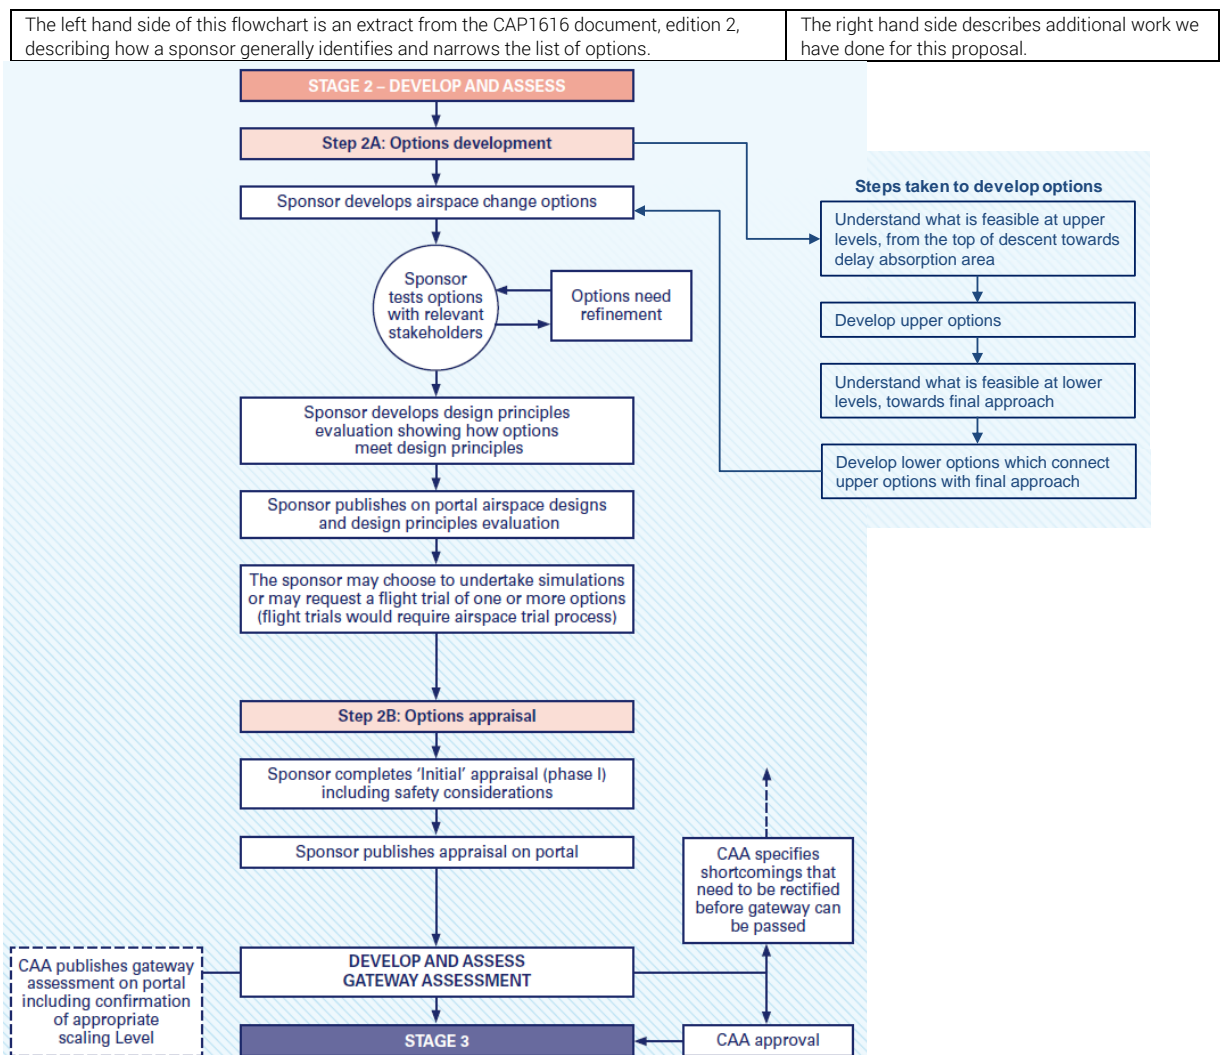 The left hand side of this flowchart is an extract from the CAP1616 document, edition 2,
describing how a sponsor generally identifies and narrows the list of options.
The right hand side describes additional work we
have done for this proposal.
STAGE 2 – DEVELOP AND ASSESS
Step 2A: Options development
Sponsor develops airspace change options
Sponsor
tests options
with relevant
stakeholders
Options need
refinement
Sponsor develops design principles
evaluation showing how options
meet design principles
Sponsor publishes on portal airspace designs
and design principles evaluation
The sponsor may choose to undertake simulations
or may request a flight trial of one or more options
(flight trials would require airspace trial process)
Steps taken to develop options
Understand what is feasible at upper
levels, from the top of descent towards
delay absorption area
Develop upper options
Understand what is feasible at lower
levels, towards final approach
Develop lower options which connect
upper options with final approach
Step 2B: Options appraisal
Sponsor completes ‘Initial’ appraisal (phase I)
including safety considerations
Sponsor publishes appraisal on portal
CAA specifies
shortcomings that
need to be rectified
before gateway can
be passed
CAA publishes gateway
assessment on portal
including confirmation
of appropriate
scaling Level
DEVELOP AND ASSESS
GATEWAY ASSESSMENT
STAGE 3
CAA approval